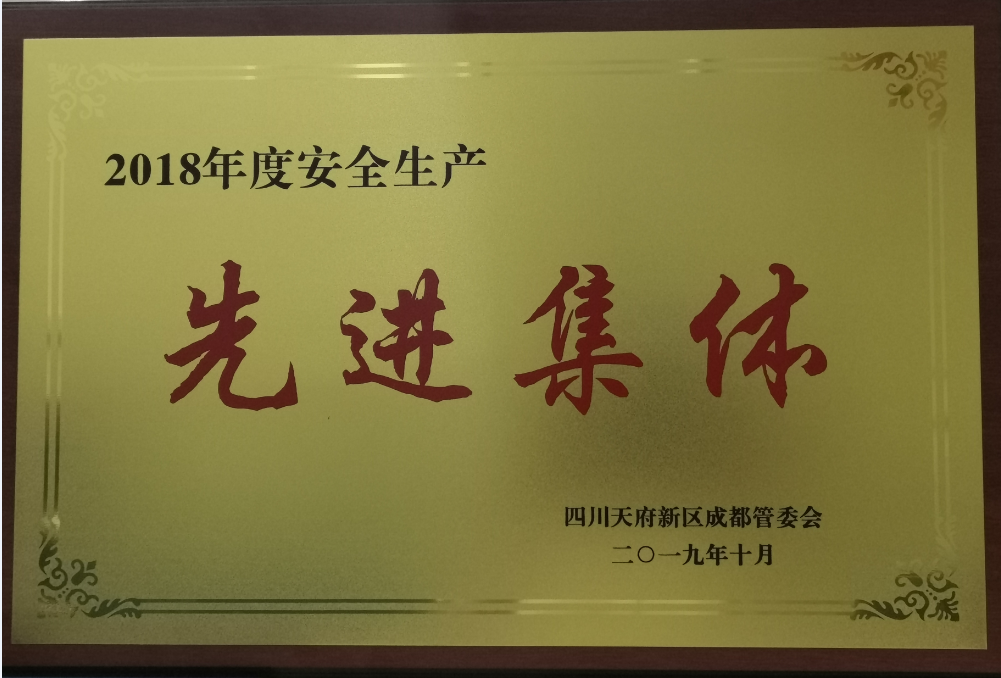 2018年度安全生产
先进集体
四川天府新区成都管委会
二〇一九年十月